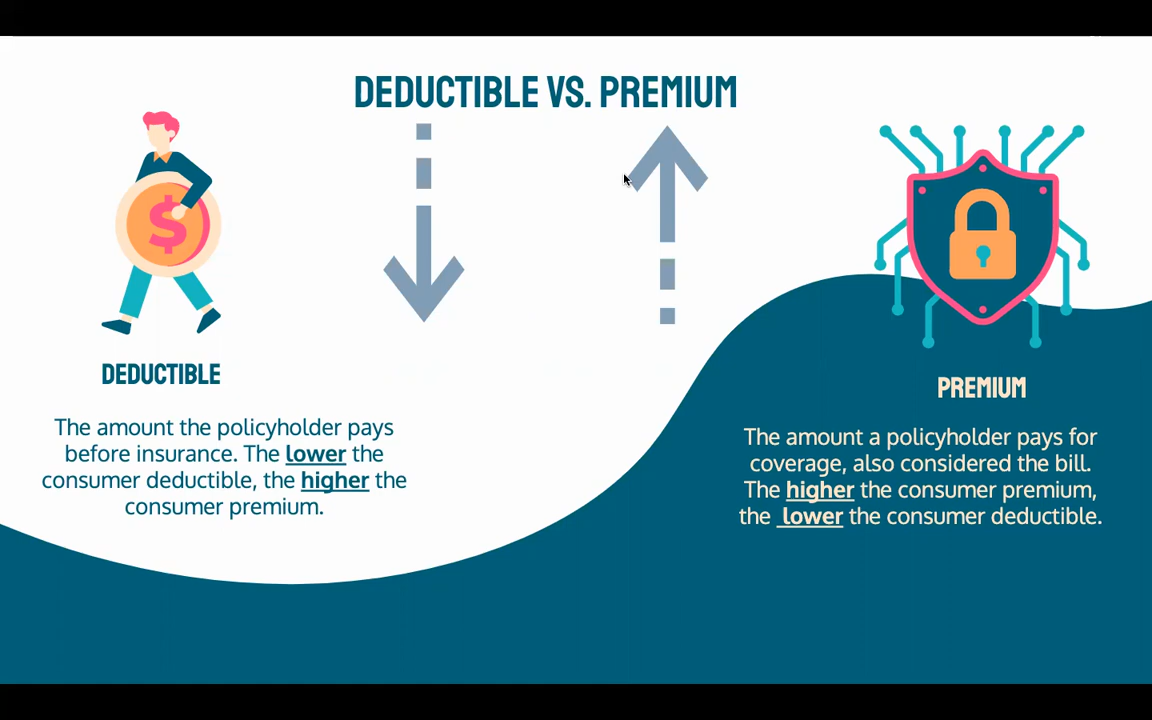 DEDUCTIBLE VS. PREMIUM
$
DEDUCTIBLE
The amount the policyholder pays
before insurance. The lower the
consumer deductible, the higher the
consumer premium.
PREMIUM
The amount a policyholder pays for
coverage, also considered the bill.
The higher the consumer premium,
the lower the consumer deductible.